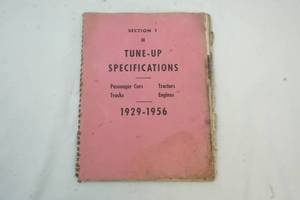 SECTION 1
TUNE-UP
SPECIFICATIONS
Passenger Cars Tractors
Trucks Engines
1929-1956